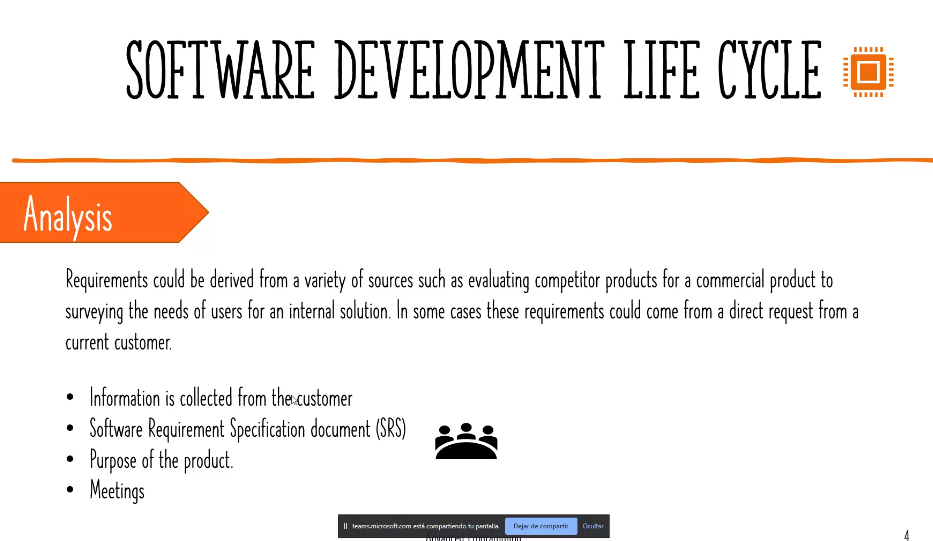 SOFTWARE DEVELOPMENT LIFE CYCLE
Analysis
Requirements could be derived from a variety of sources such as evaluating competitor products for a commercial product to
surveying the needs of users for an internal solution. In some cases these requirements could come from a direct request from a
current customer.
• Information is collected from the customer
• Software Requirement Specification document (SRS)
• Purpose of the product.
• Meetings
teams.microsoft.com está compartiendo tu pantalla.
Dejar de compartir
Ocultar
Advanced Programming
4